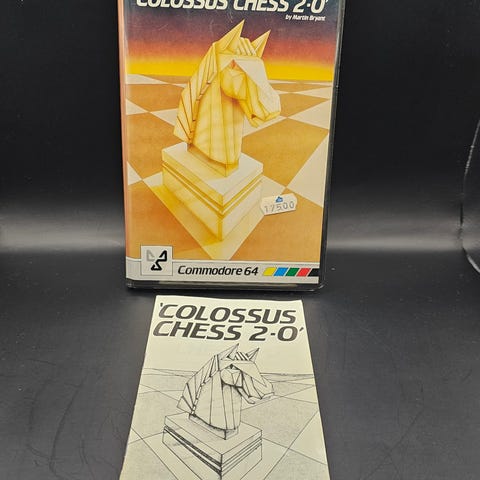 'COLOSSUS CHESS 2·0'
by Martin Bryant
17500
Commodore 64
'COLOSSUS
CHESS 2·0'